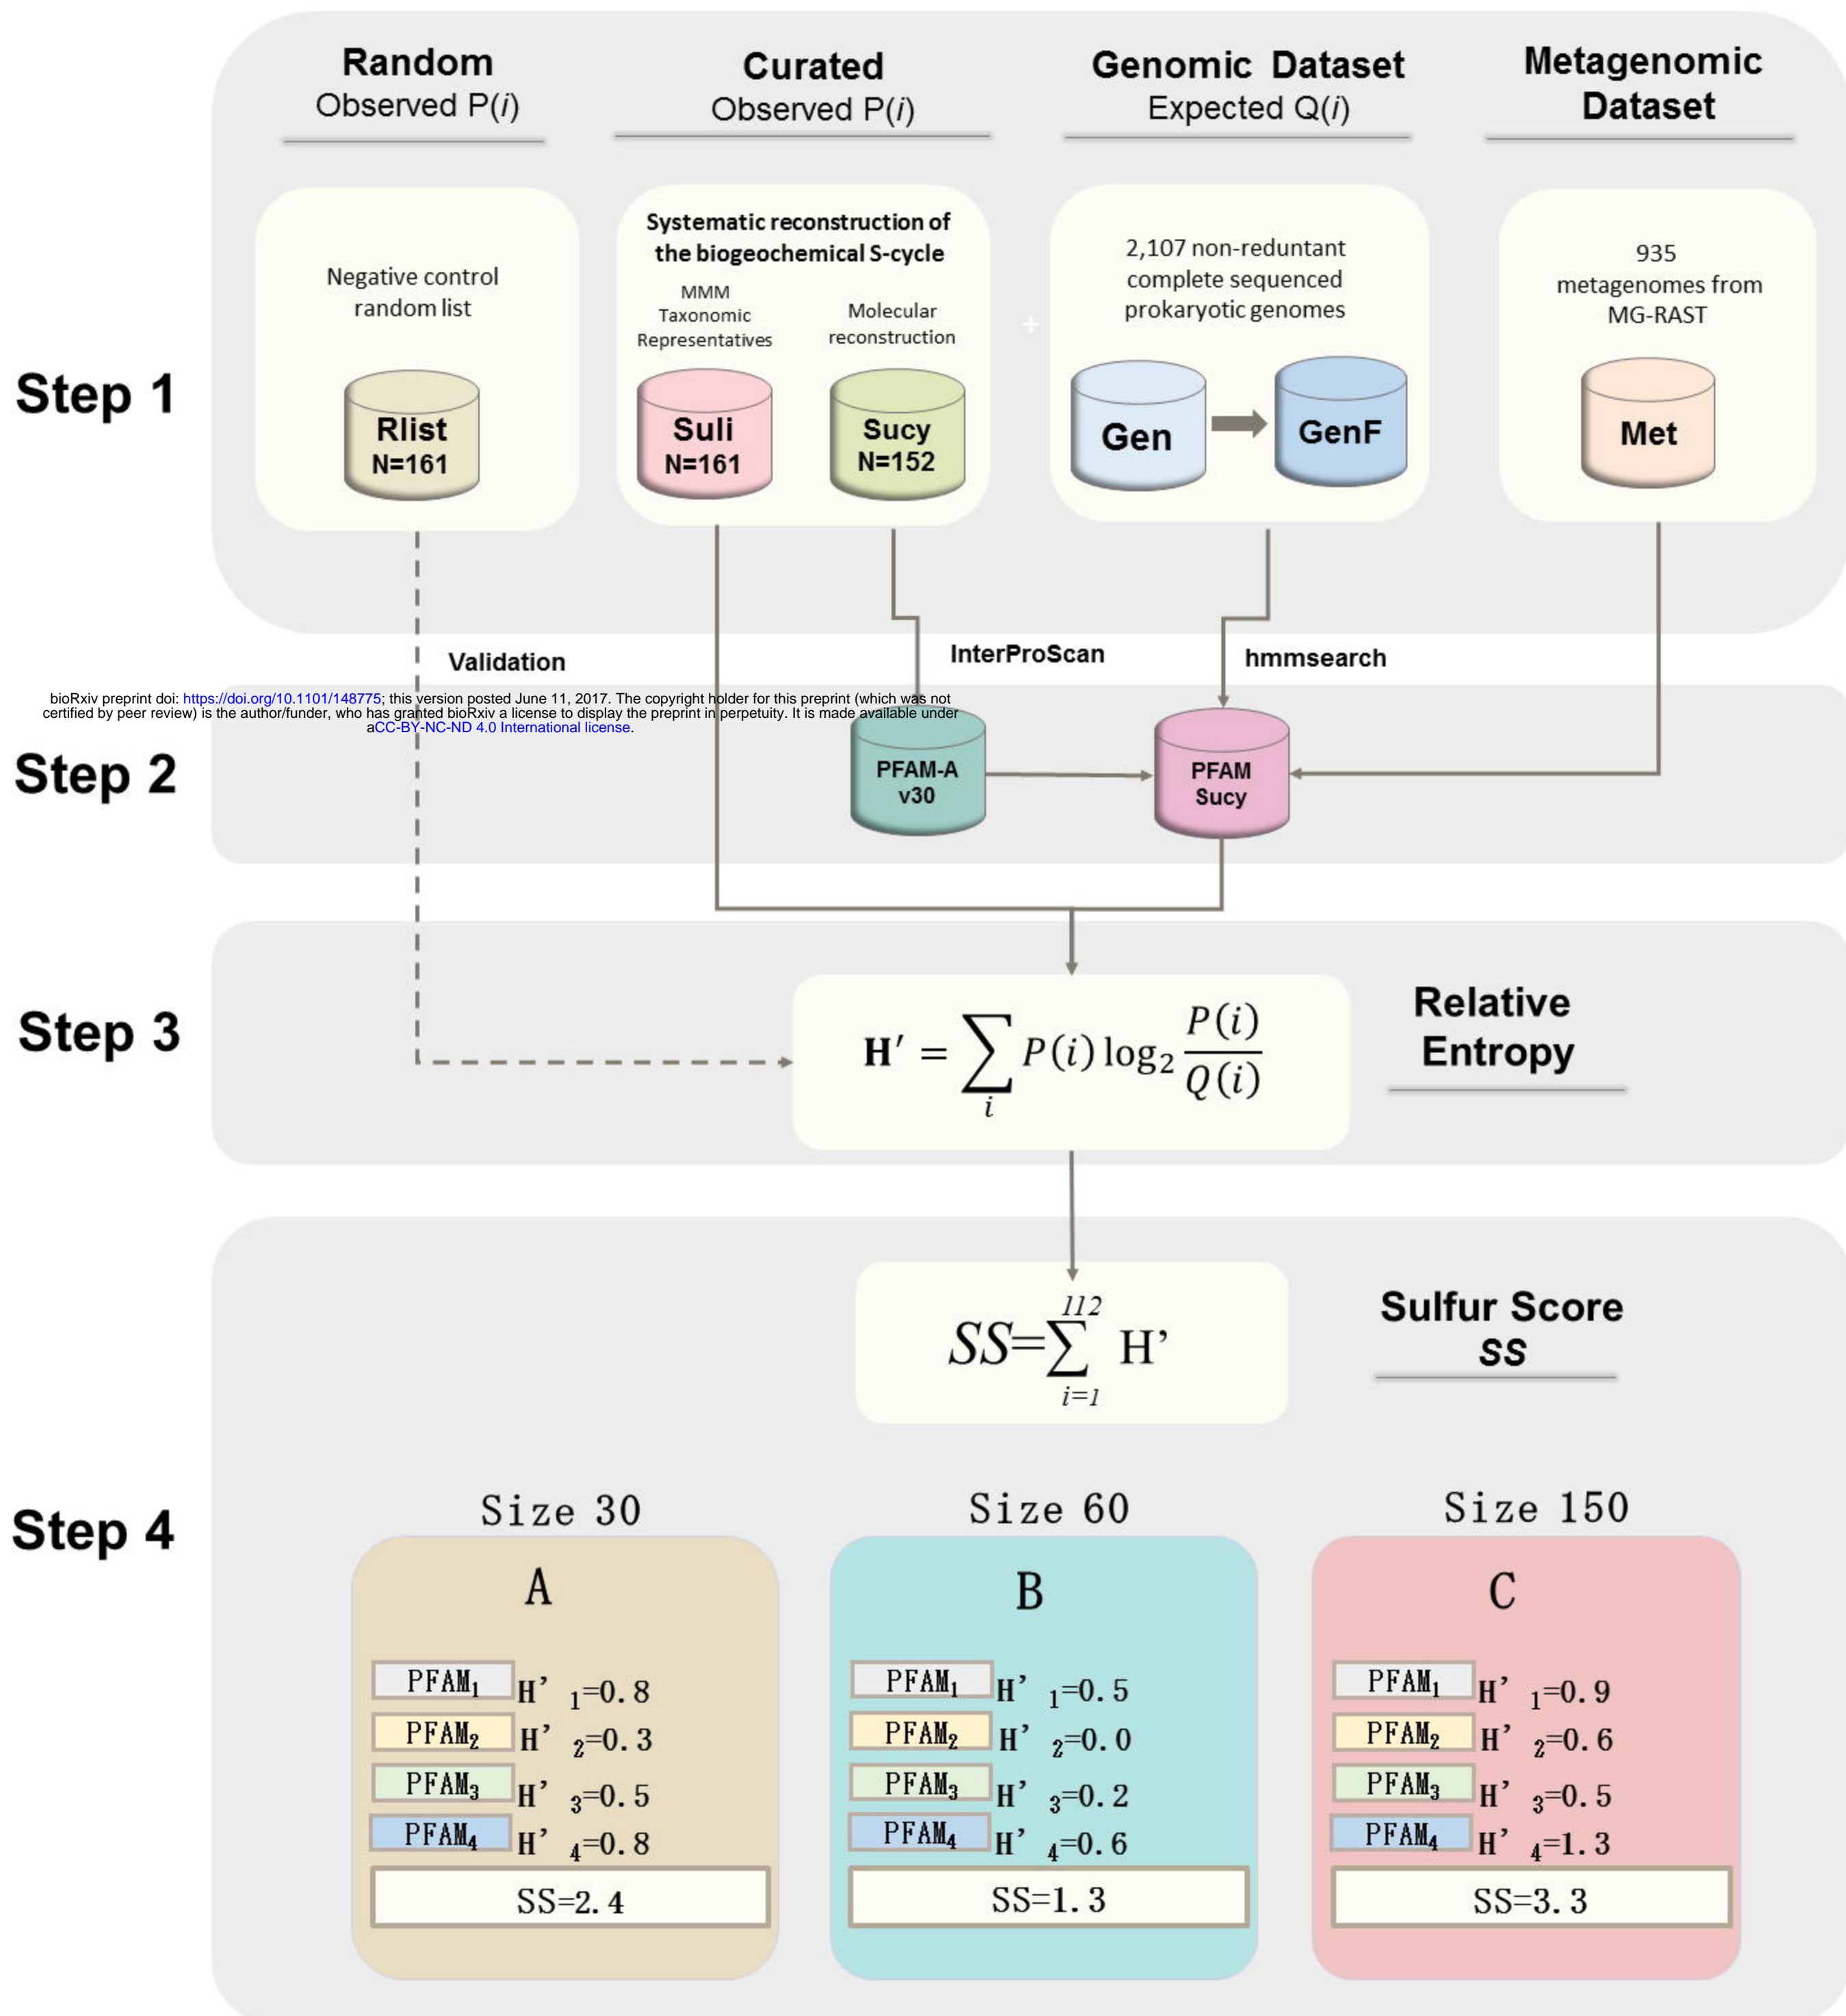 Random
Observed P(i)
Curated
Observed P(i)
Genomic Dataset
Expected Q(i)
Metagenomic
Dataset
Step 1
Negative control
random list
Rlist
N=161
Systematic reconstruction of
the biogeochemical S-cycle
MMM
Taxonomic
Representatives
Molecular
reconstruction
Suli
N=161
Sucy
N=152
+
2,107 non-reduntant
complete sequenced
prokaryotic genomes
Gen
GenF
935
metagenomes from
MG-RAST
Met
Validation
InterProScan
hmmsearch
bioRxiv preprint doi: https://doi.org/10.1101/148775; this version posted June 11, 2017. The copyright holder for this preprint (which was not
certified by peer review) is the author/funder, who has granted bioRxiv a license to display the preprint in perpetuity. It is made available under
aCC-BY-NC-ND 4.0 International license.
Step 2
PFAM-A
v30
PFAM
Sucy
Step 3
H′ = ∑ᵢ P(i) log₂ P(i)/Q(i)
Relative
Entropy
Step 4
112
SS=∑ H’
i=1
Sulfur Score
SS
Size 30
A
PFAM₁ H’ ₁=0.8
PFAM₂ H’ ₂=0.3
PFAM₃ H’ ₃=0.5
PFAM₄ H’ ₄=0.8
SS=2.4
Size 60
B
PFAM₁ H’ ₁=0.5
PFAM₂ H’ ₂=0.0
PFAM₃ H’ ₃=0.2
PFAM₄ H’ ₄=0.6
SS=1.3
Size 150
C
PFAM₁ H’ ₁=0.9
PFAM₂ H’ ₂=0.6
PFAM₃ H’ ₃=0.5
PFAM₄ H’ ₄=1.3
SS=3.3